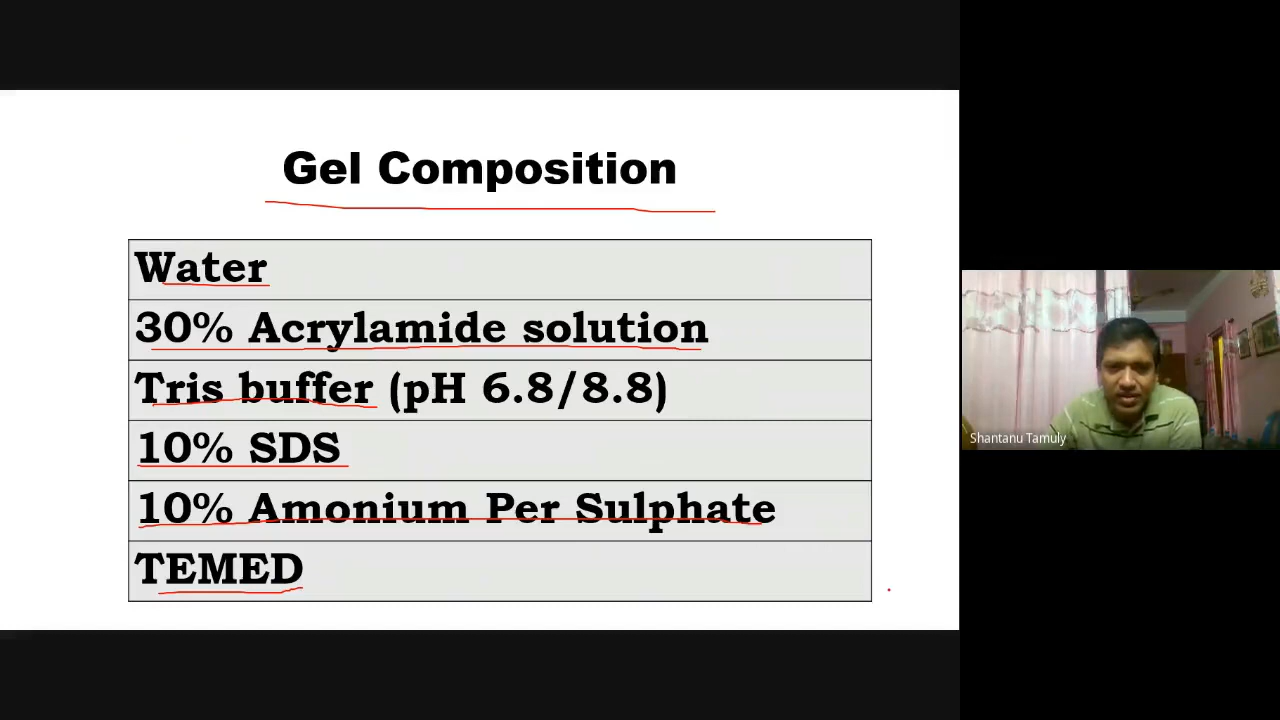 Gel Composition
Water
30% Acrylamide solution
Tris buffer (pH 6.8/8.8)
10% SDS
10% Amonium Per Sulphate
TEMED
Shantanu Tamuly